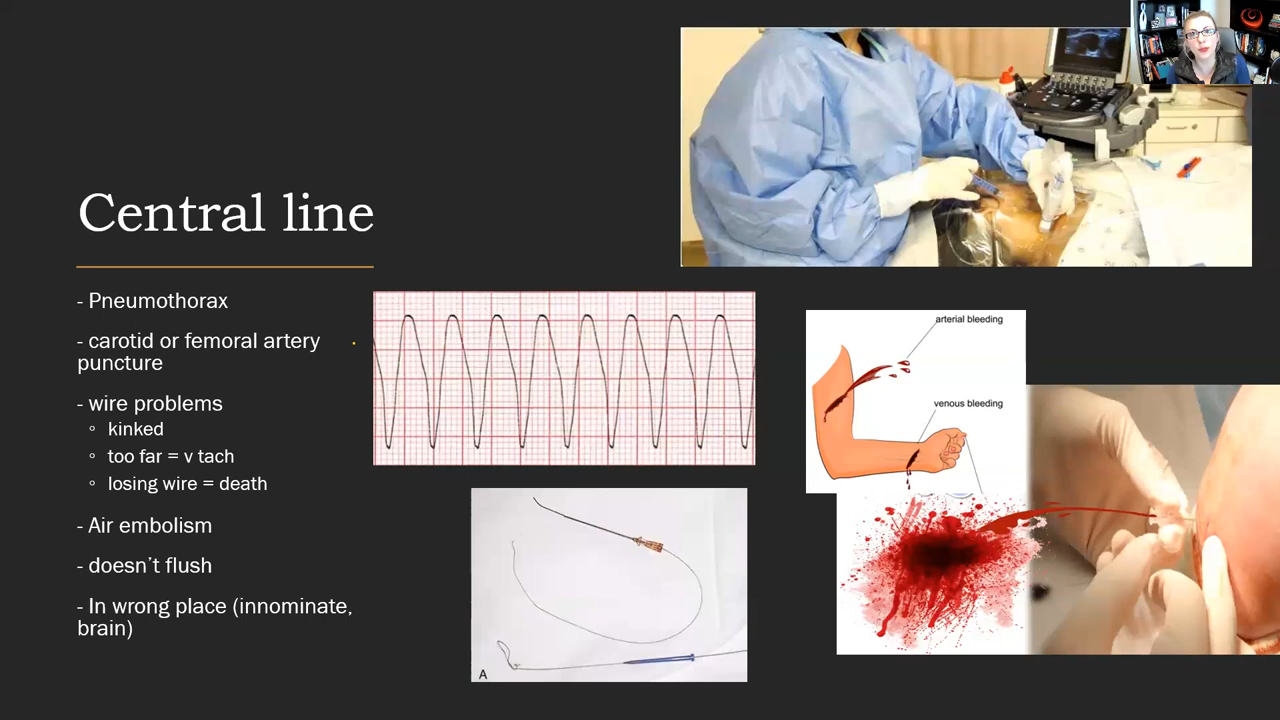 Central line
- Pneumothorax
- carotid or femoral artery
puncture
- wire problems
◦ kinked
◦ too far = v tach
◦ losing wire = death
- Air embolism
- doesn’t flush
- In wrong place (innominate,
brain)
arterial bleeding
venous bleeding
A